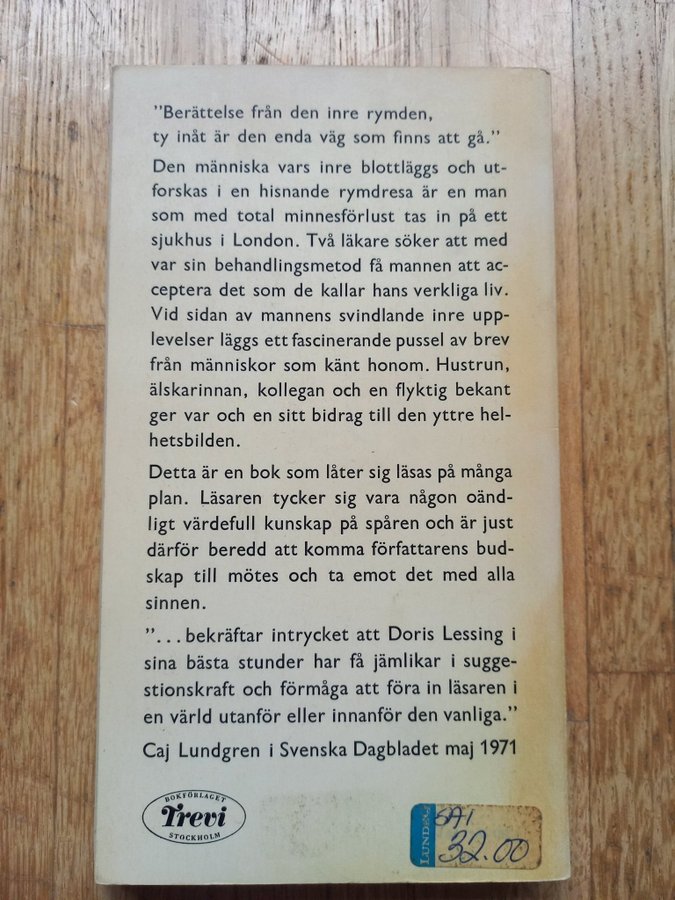 ”Berättelse från den inre rymden,
ty inåt är den enda väg som finns att gå.”
Den människa vars inre blottläggs och ut-
forskas i en hisnande rymdresa är en man
som med total minnesförlust tas in på ett
sjukhus i London. Två läkare söker att med
var sin behandlingsmetod få mannen att ac-
ceptera det som de kallar hans verkliga liv.
Vid sidan av mannens svindlande inre upp-
levelser läggs ett fascinerande pussel av brev
från människor som känt honom. Hustrun,
älskarinnan, kollegan och en flyktig bekant
ger var och en sitt bidrag till den yttre hel-
hetsbilden.
Detta är en bok som låter sig läsas på många
plan. Läsaren tycker sig vara någon oänd-
ligt värdefull kunskap på spåren och är just
därför beredd att komma författarens bud-
skap till mötes och ta emot det med alla
sinnen.
”...bekräftar intrycket att Doris Lessing i
sina bästa stunder har få jämlikar i sugge-
stionskraft och förmåga att föra in läsaren i
en värld utanför eller innanför den vanliga.”
Caj Lundgren i Svenska Dagbladet maj 1971
BOKFÖRLAGET
Trevi
STOCKHOLM
32.00